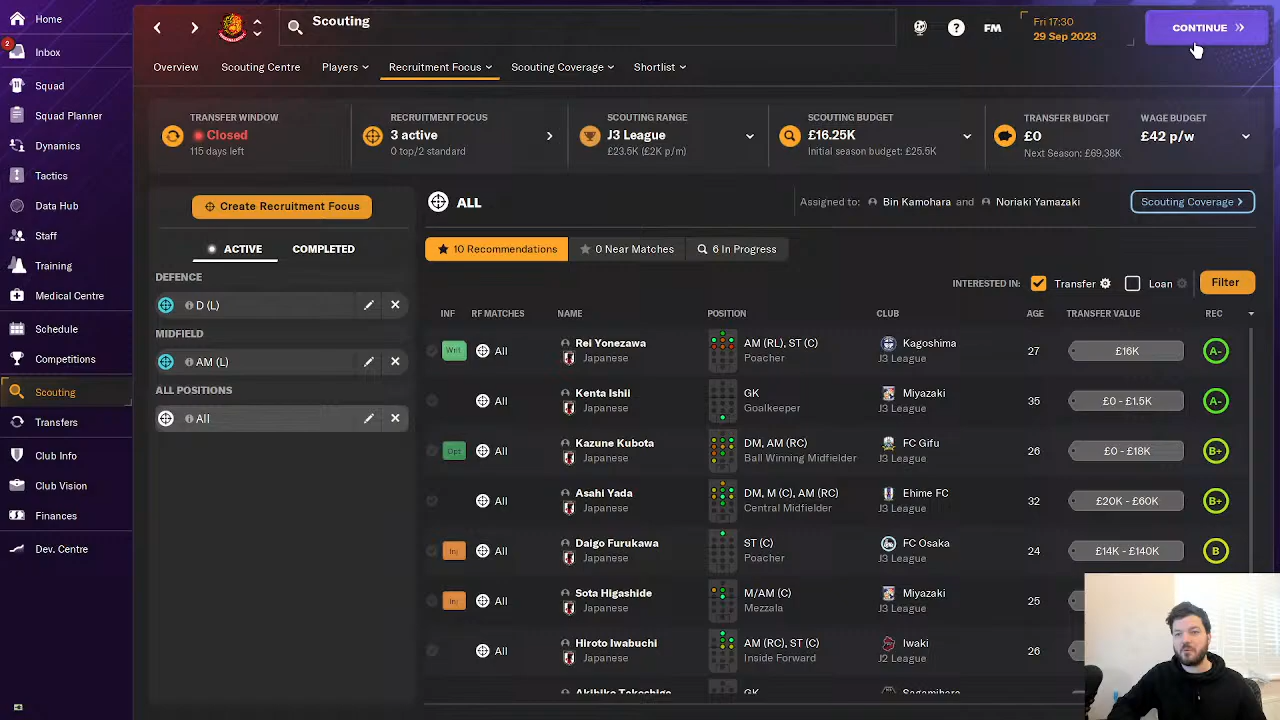 Home
2
Inbox
Squad
Squad Planner
Dynamics
Tactics
Data Hub
Staff
Training
Medical Centre
Schedule
Competitions
Scouting
Transfers
Club Info
Club Vision
Finances
Dev. Centre
Scouting
FM
Fri 17:30
29 Sep 2023
CONTINUE
Overview
Scouting Centre
Players
Recruitment Focus
Scouting Coverage
Shortlist
TRANSFER WINDOW
Closed
115 days left
RECRUITMENT FOCUS
3 active
0 top/2 standard
SCOUTING RANGE
J3 League
£23.5K (£2K p/m)
SCOUTING BUDGET
£16.25K
Initial season budget: £25.5K
TRANSFER BUDGET
£0
Next Season: £69.38K
WAGE BUDGET
£42 p/w
Create Recruitment Focus
ACTIVE
COMPLETED
DEFENCE
D (L)
MIDFIELD
AM (L)
ALL POSITIONS
All
ALL
Assigned to: Bin Kamohara and Noriaki Yamazaki
Scouting Coverage >
10 Recommendations
0 Near Matches
6 In Progress
INTERESTED IN: Transfer Loan
Filter
INF RF MATCHES NAME POSITION CLUB AGE TRANSFER VALUE REC
Wnt All Rei Yonezawa AM (RL), ST (C) Kagoshima 27 £16K A-
Japanese Poacher J3 League
All Kenta Ishii GK Miyazaki 35 £0 - £1.5K A-
Japanese Goalkeeper J3 League
Opt All Kazune Kubota DM, AM (RC) FC Gifu 26 £0 - £18K B+
Japanese Ball Winning Midfielder J3 League
All Asahi Yada DM, M (C), AM (RC) Ehime FC 32 £20K - £60K B+
Japanese Central Midfielder J3 League
Inj All Daigo Furukawa ST (C) FC Osaka 24 £14K - £140K B
Japanese Poacher J3 League
Inj All Sota Higashide M/AM (C) Miyazaki 25
Japanese Mezzala J3 League
All Hiroto Iwabuchi AM (RC), ST (C) Iwaki 26
Japanese Inside Forward J2 League
GK Sagamihara